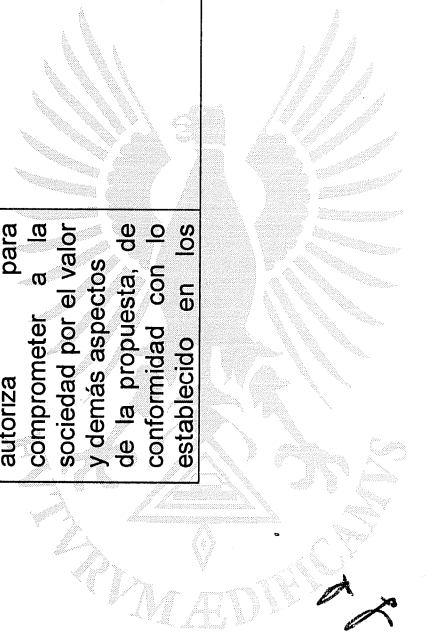 autoriza para
comprometer a la
sociedad por el valor
y demás aspectos
de la propuesta, de
conformidad con lo
establecido en los
TVRVM ÆDIFICAMVS